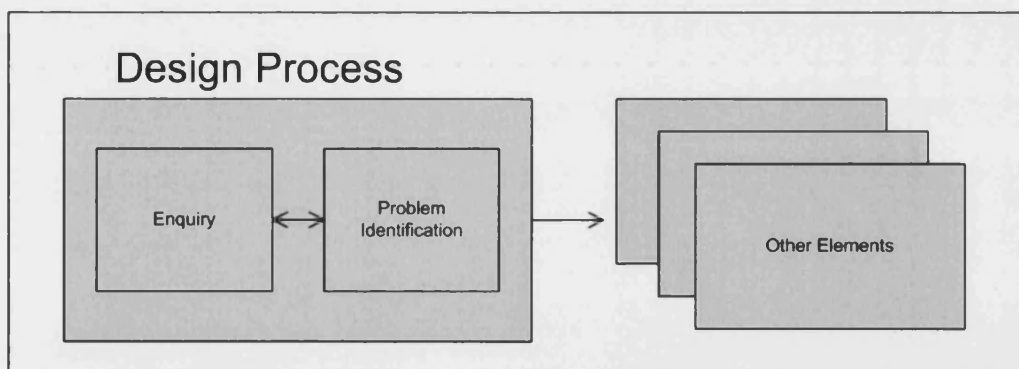 Design Process
Enquiry
Problem
Identification
Other Elements